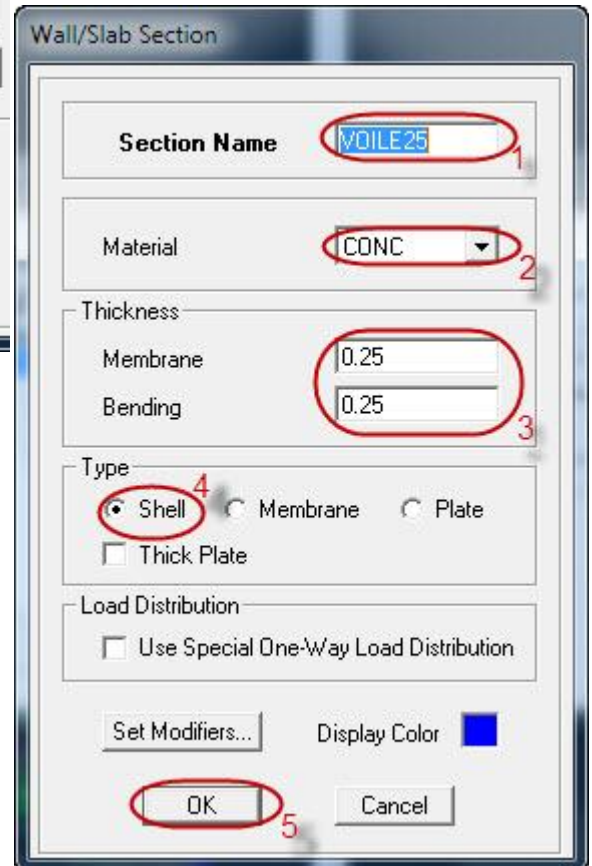 Wall/Slab Section
Section Name VOILE25 1
Material CONC 2
Thickness
Membrane 0.25
Bending 0.25
3
Type
4
Shell Membrane Plate
Thick Plate
Load Distribution
Use Special One-Way Load Distribution
Set Modifiers... Display Color
OK 5 Cancel